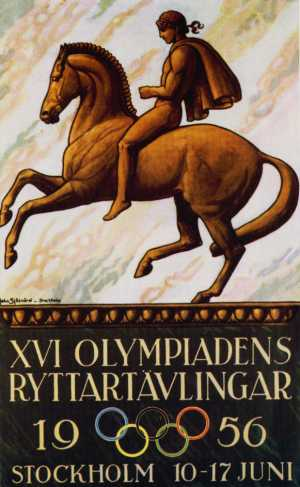 XVI OLYMPIADENS
RYTTARTÄVLINGAR
19 56
STOCKHOLM 10-17 JUNI